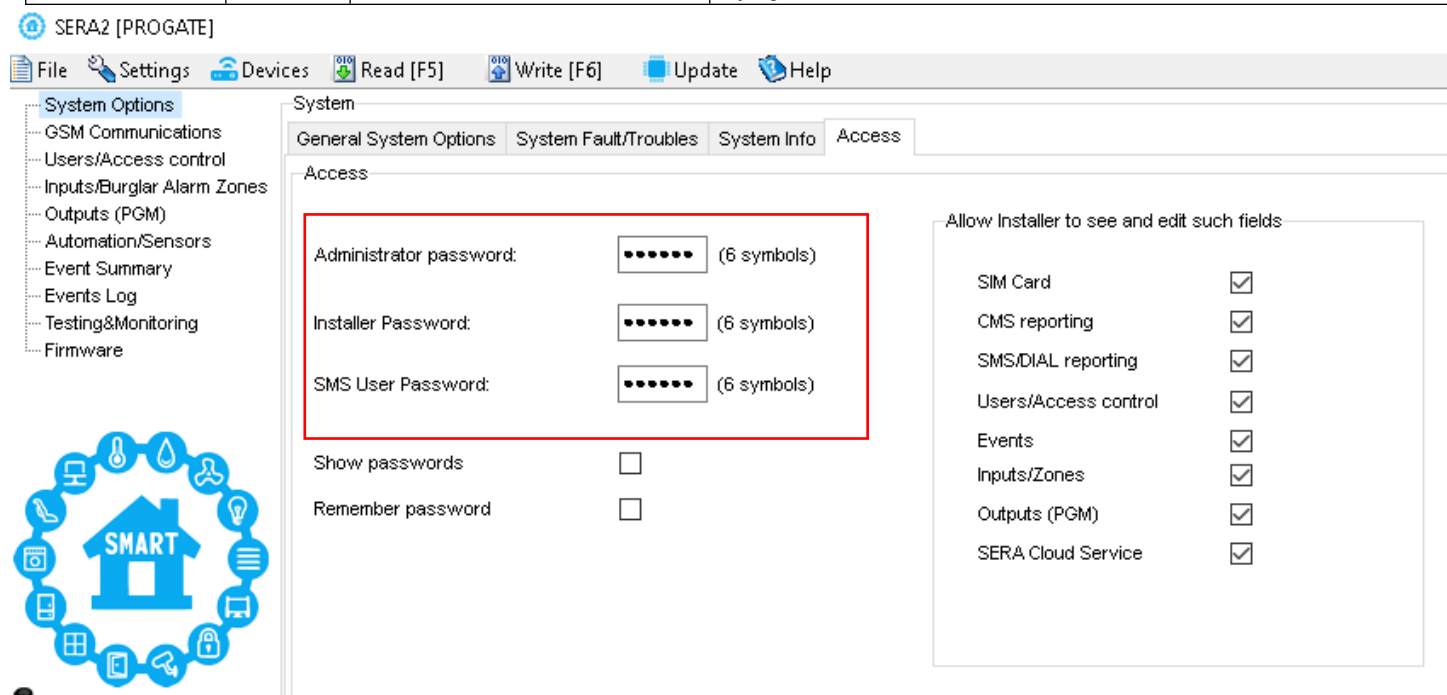 SERA2 [PROGATE]
File Settings Devices Read [F5] Write [F6] Update Help
System Options
GSM Communications
Users/Access control
Inputs/Burglar Alarm Zones
Outputs (PGM)
Automation/Sensors
Event Summary
Events Log
Testing&Monitoring
Firmware
SMART
System
General System Options System Fault/Troubles System Info Access
Access
Administrator password: •••••• (6 symbols)
Installer Password: •••••• (6 symbols)
SMS User Password: •••••• (6 symbols)
Show passwords
Remember password
Allow Installer to see and edit such fields
SIM Card
CMS reporting
SMS/DIAL reporting
Users/Access control
Events
Inputs/Zones
Outputs (PGM)
SERA Cloud Service